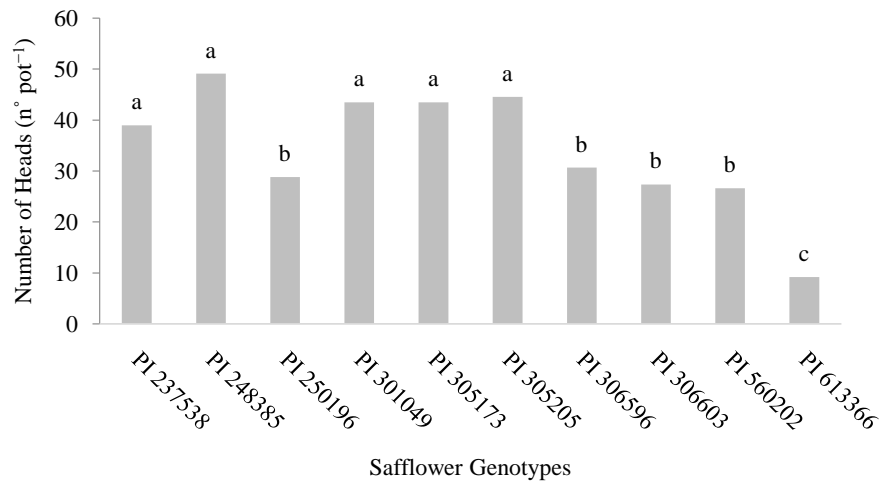 60
50
40
30
20
10
0
Number of Heads (n° pot⁻¹)
a
a
b
a
a
a
b
b
b
c
PI 237538
PI 248385
PI 250196
PI 301049
PI 305173
PI 305205
PI 306596
PI 306603
PI 560202
PI 613366
Safflower Genotypes